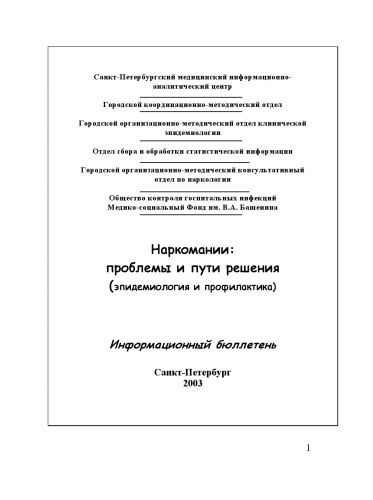 Санкт-Петербургский медицинский информационно-
аналитический центр
Городской координационно-методический отдел
Городской организационно-методический отдел клинической
эпидемиологии
Отдел сбора и обработки статистической информации
Городской организационно-методический консультативный
отдел по наркологии
Общество контроля госпитальных инфекций
Медико-социальный Фонд им. В.А. Башенина
Наркомании:
проблемы и пути решения
(эпидемиология и профилактика)
Информационный бюллетень
Санкт-Петербург
2003
1